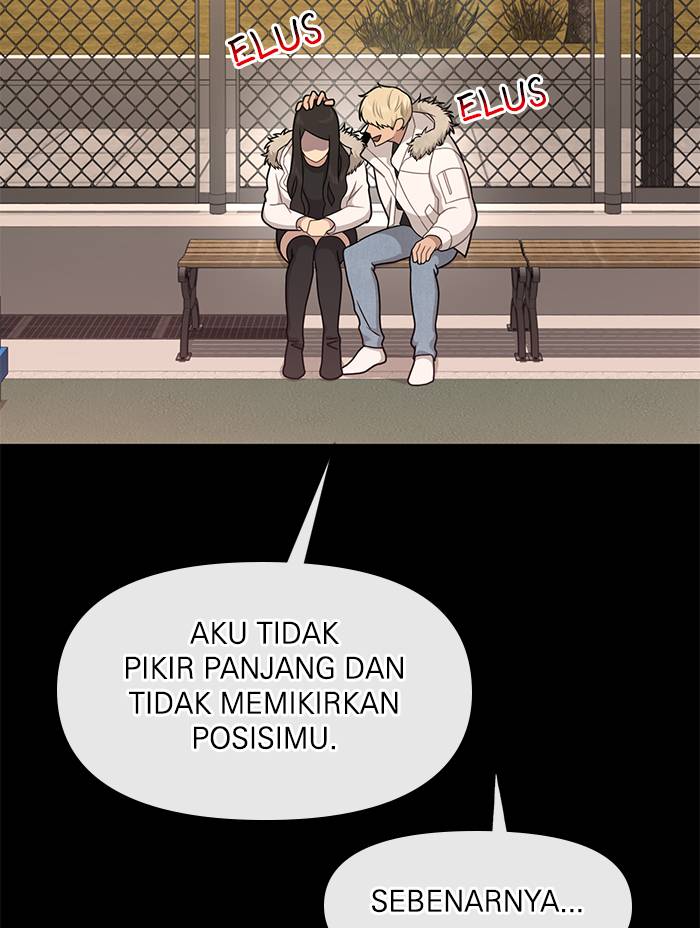 ELUS
ELUS
AKU TIDAK
PIKIR PANJANG DAN
TIDAK MEMIKIRKAN
POSISIMU.
SEBENARNYA...